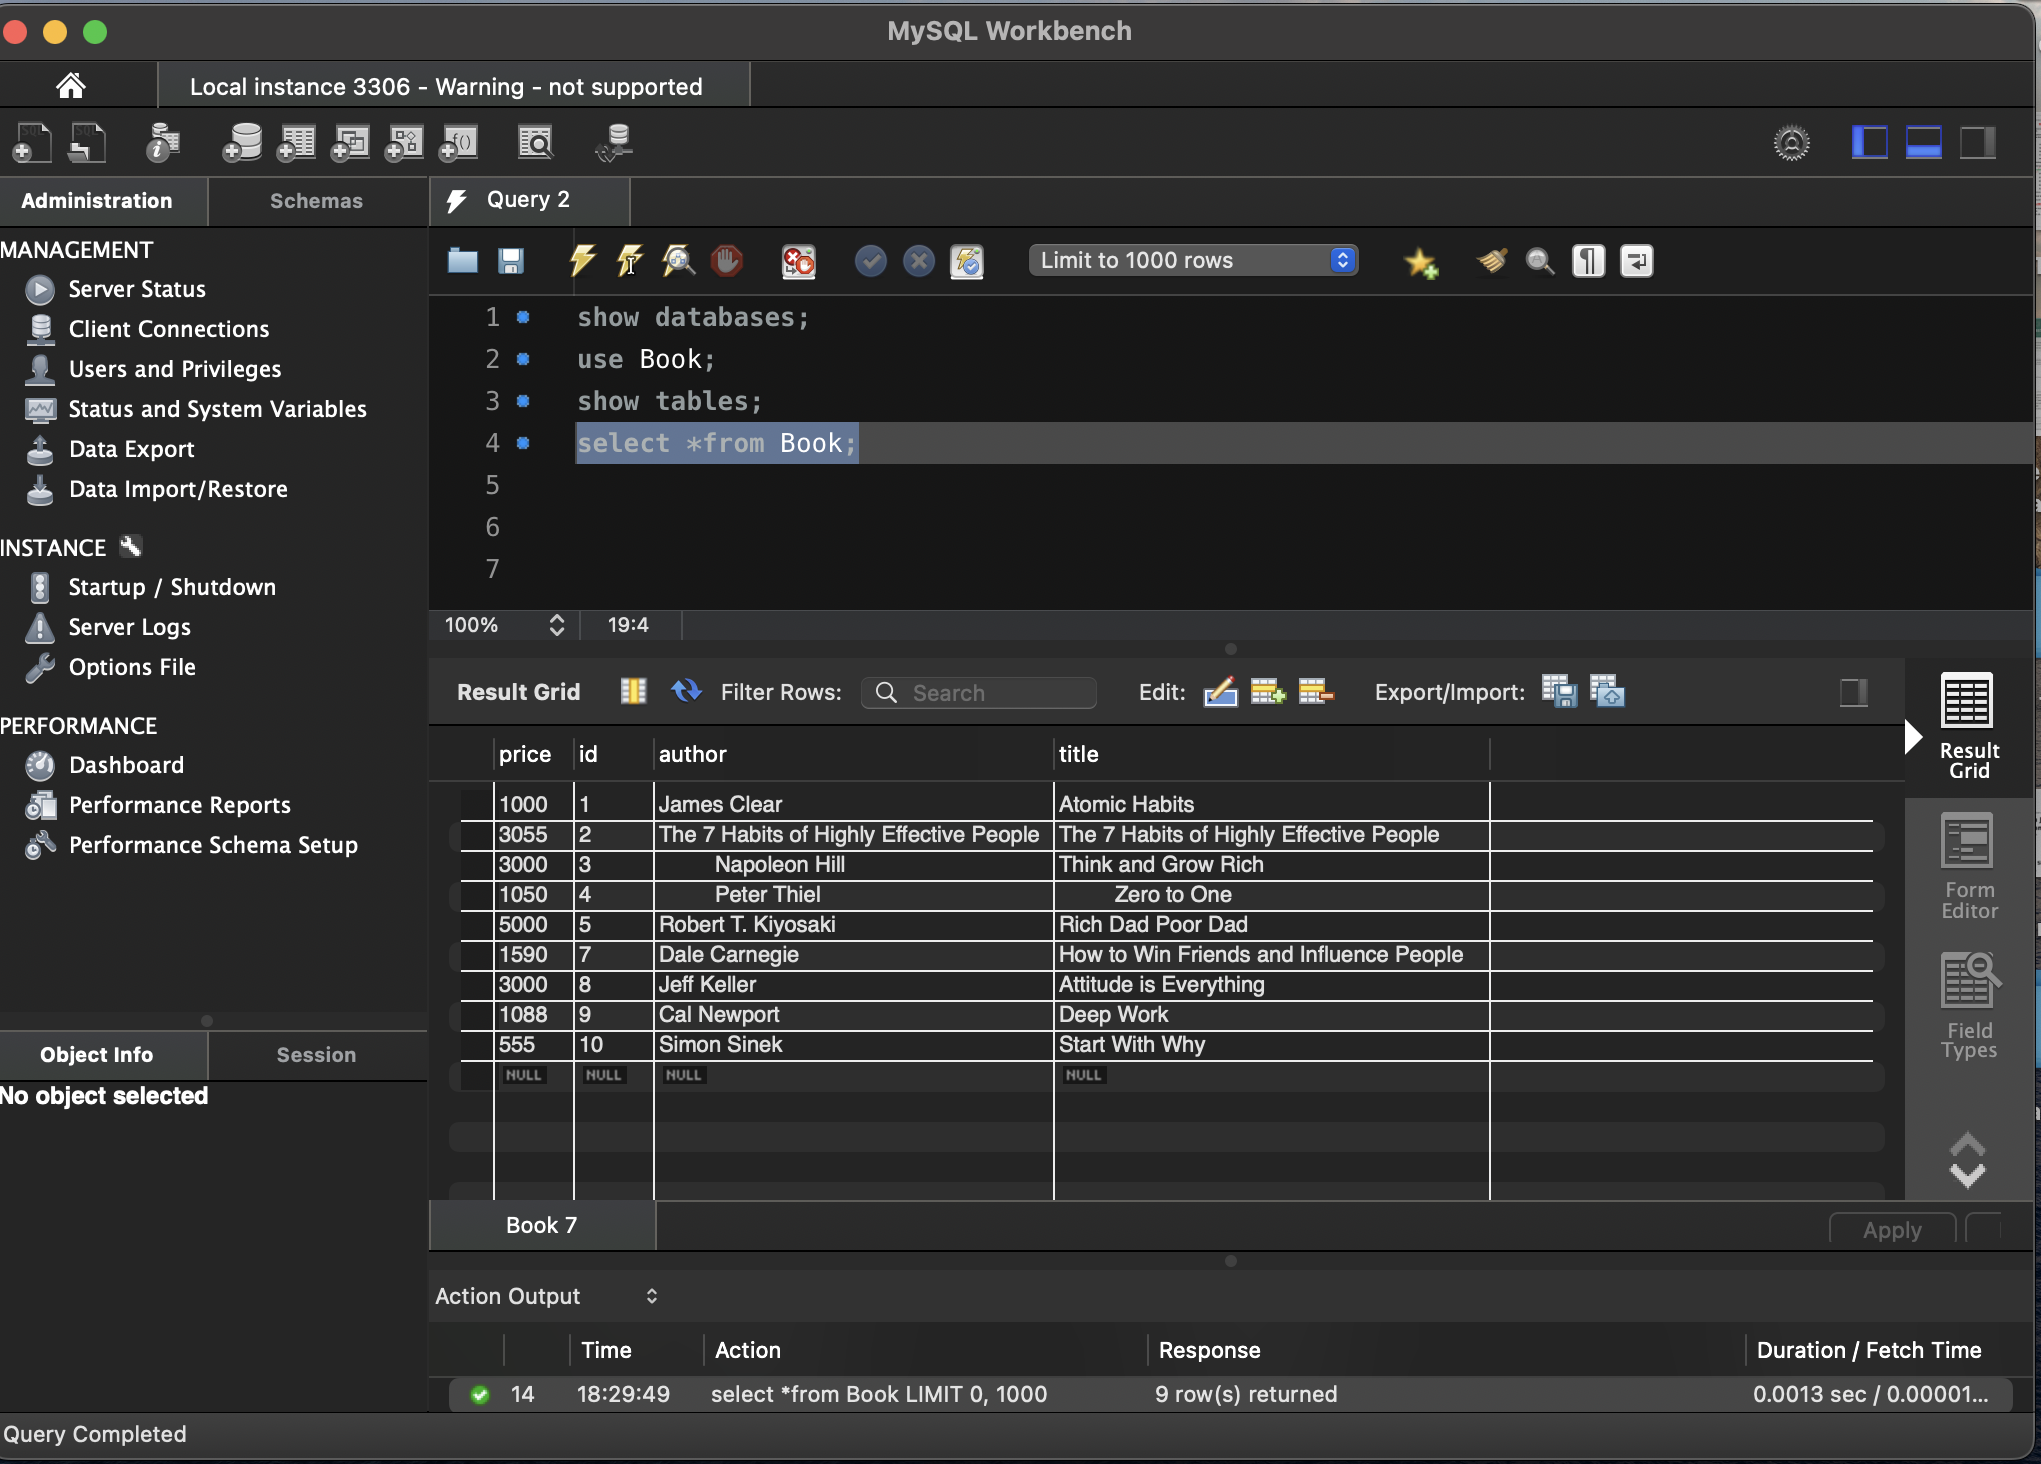 MySQL Workbench
Local instance 3306 - Warning - not supported
Administration Schemas
Query 2
MANAGEMENT
Server Status
Client Connections
Users and Privileges
Status and System Variables
Data Export
Data Import/Restore
INSTANCE
Startup / Shutdown
Server Logs
Options File
PERFORMANCE
Dashboard
Performance Reports
Performance Schema Setup
Object Info Session
No object selected
Limit to 1000 rows
1 show databases;
2 use Book;
3 show tables;
4 select *from Book;
5
6
7
100% 19:4
Result Grid Filter Rows: Search Edit: Export/Import:
price id author title
1000 1 James Clear Atomic Habits
3055 2 The 7 Habits of Highly Effective People The 7 Habits of Highly Effective People
3000 3 Napoleon Hill Think and Grow Rich
1050 4 Peter Thiel Zero to One
5000 5 Robert T. Kiyosaki Rich Dad Poor Dad
1590 7 Dale Carnegie How to Win Friends and Influence People
3000 8 Jeff Keller Attitude is Everything
1088 9 Cal Newport Deep Work
555 10 Simon Sinek Start With Why
NULL NULL NULL NULL
Result
Grid
Form
Editor
Field
Types
Book 7
Apply
Action Output
Time Action Response Duration / Fetch Time
14 18:29:49 select *from Book LIMIT 0, 1000 9 row(s) returned 0.0013 sec / 0.00001...
Query Completed